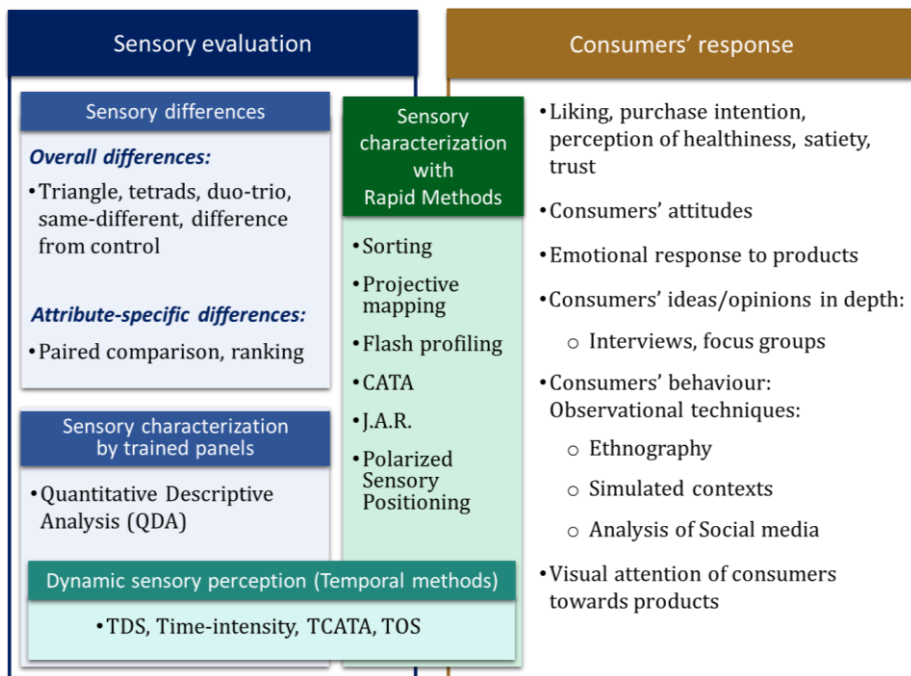 Sensory evaluation
Sensory differences
Overall differences:
•Triangle, tetrads, duo-trio,
same-different, difference
from control
Attribute-specific differences:
•Paired comparison, ranking
Sensory characterization
by trained panels
•Quantitative Descriptive
Analysis (QDA)
Sensory
characterization
with
Rapid Methods
•Sorting
•Projective
mapping
•Flash profiling
•CATA
•J.A.R.
•Polarized
Sensory
Positioning
Dynamic sensory perception (Temporal methods)
•TDS, Time-intensity, TCATA, TOS
Consumers’ response
•Liking, purchase intention,
perception of healthiness, satiety,
trust
•Consumers’ attitudes
•Emotional response to products
•Consumers’ ideas/opinions in depth:
o Interviews, focus groups
•Consumers’ behaviour:
Observational techniques:
o Ethnography
o Simulated contexts
o Analysis of Social media
•Visual attention of consumers
towards products